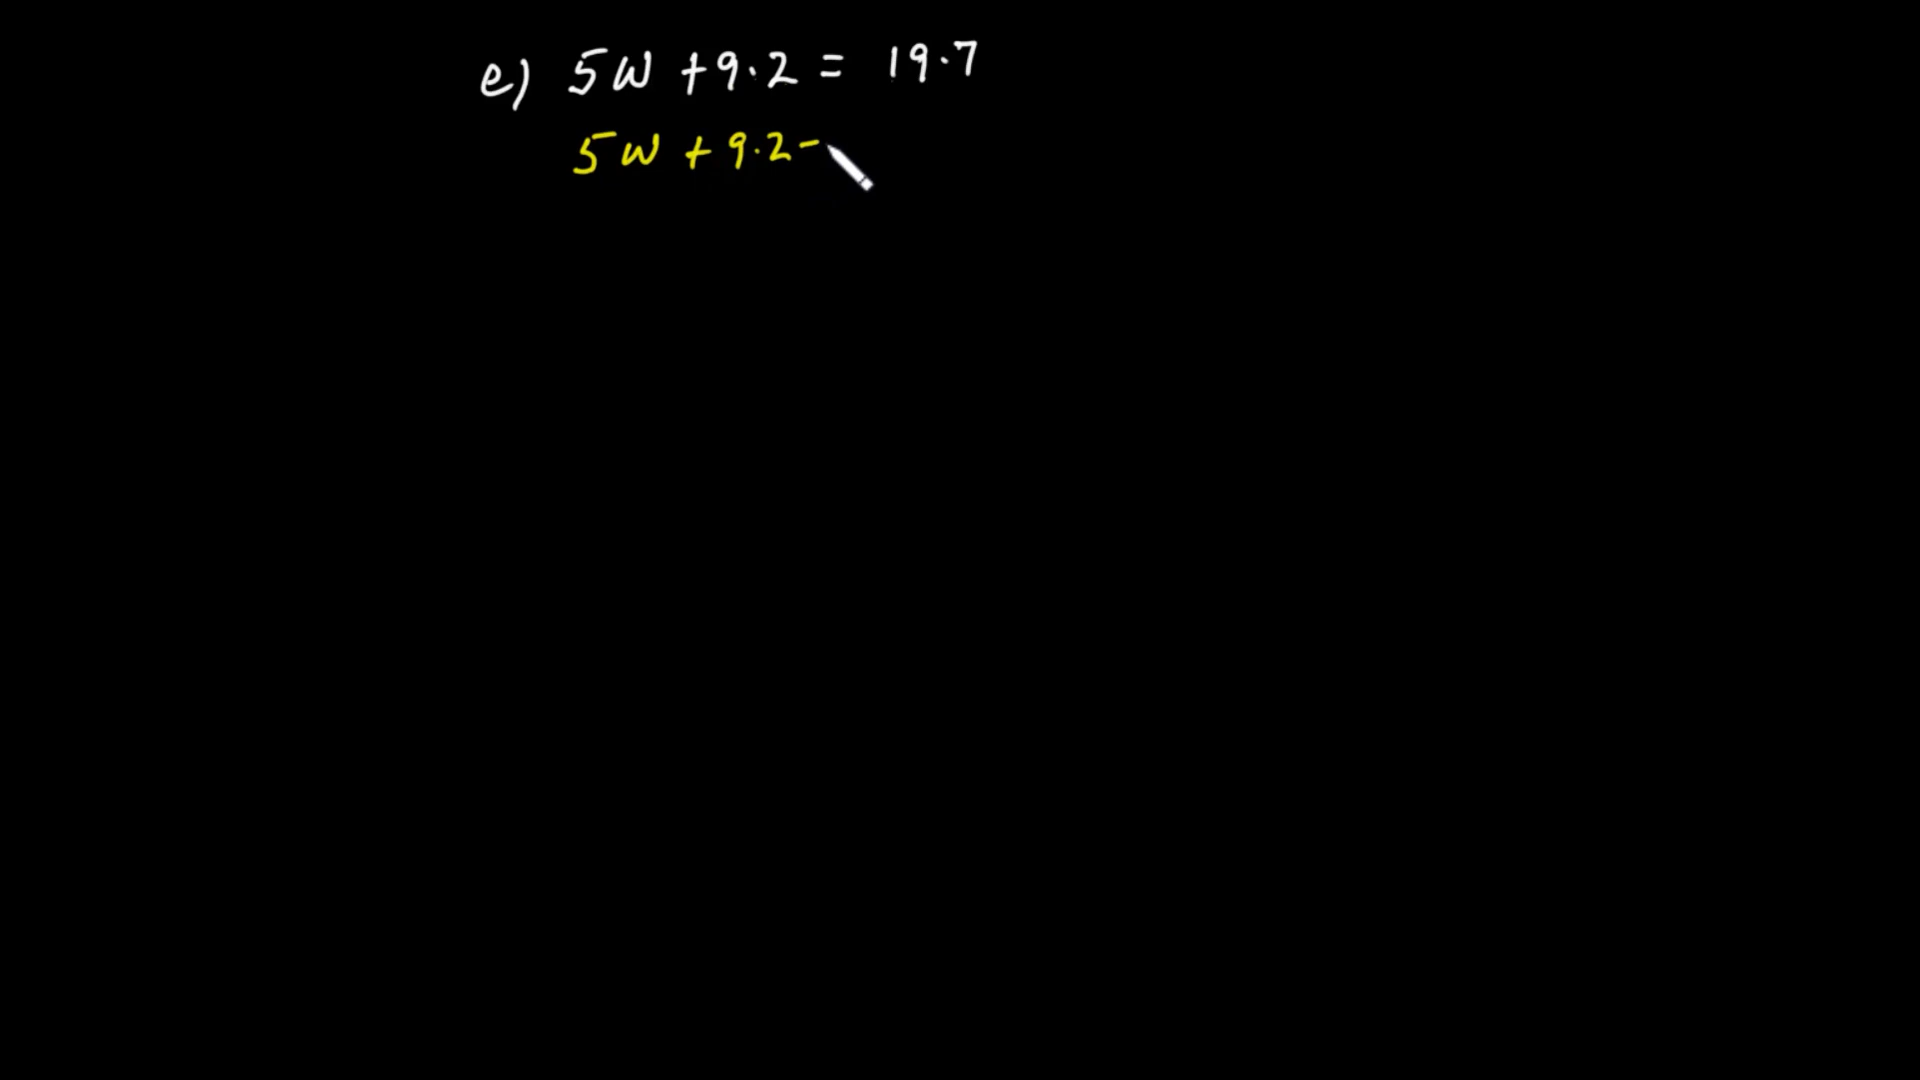 e) 5w +9.2 = 19.7
5w + 9.2 -